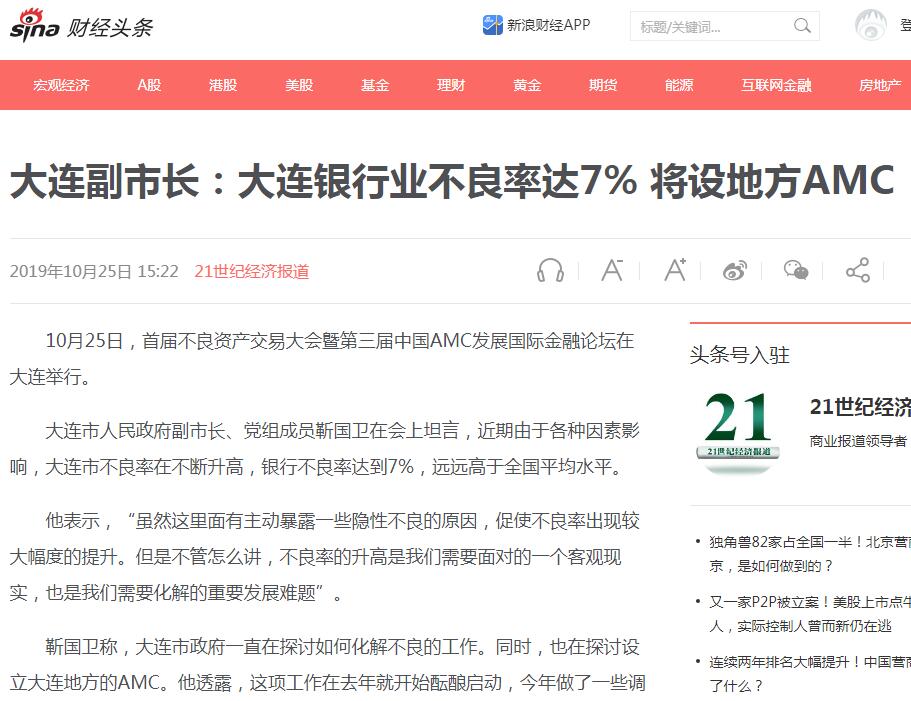 sina 财经头条
新浪财经APP
标题/关键词...
登
宏观经济 A股 港股 美股 基金 理财 黄金 期货 能源 互联网金融 房地产
大连副市长：大连银行业不良率达7% 将设地方AMC
2019年10月25日 15:22 21世纪经济报道
10月25日，首届不良资产交易大会暨第三届中国AMC发展国际金融论坛在
大连举行。
大连市人民政府副市长、党组成员靳国卫在会上坦言，近期由于各种因素影
响，大连市不良率在不断升高，银行不良率达到7%，远远高于全国平均水平。
他表示，“虽然这里面有主动暴露一些隐性不良的原因，促使不良率出现较
大幅度的提升。但是不管怎么讲，不良率的升高是我们需要面对的一个客观现
实，也是我们需要化解的重要发展难题”。
靳国卫称，大连市政府一直在探讨如何化解不良的工作。同时，也在探讨设
立大连地方的AMC。他透露，这项工作在去年就开始酝酿启动，今年做了一些调
头条号入驻
21
21世纪经济报道
21世纪经济
商业报道领导者
• 独角兽82家占全国一半！北京营商
京，是如何做到的？
• 又一家P2P被立案！美股上市点牛
人，实际控制人曾而新仍在逃
• 连续两年排名大幅提升！中国营商
了什么？